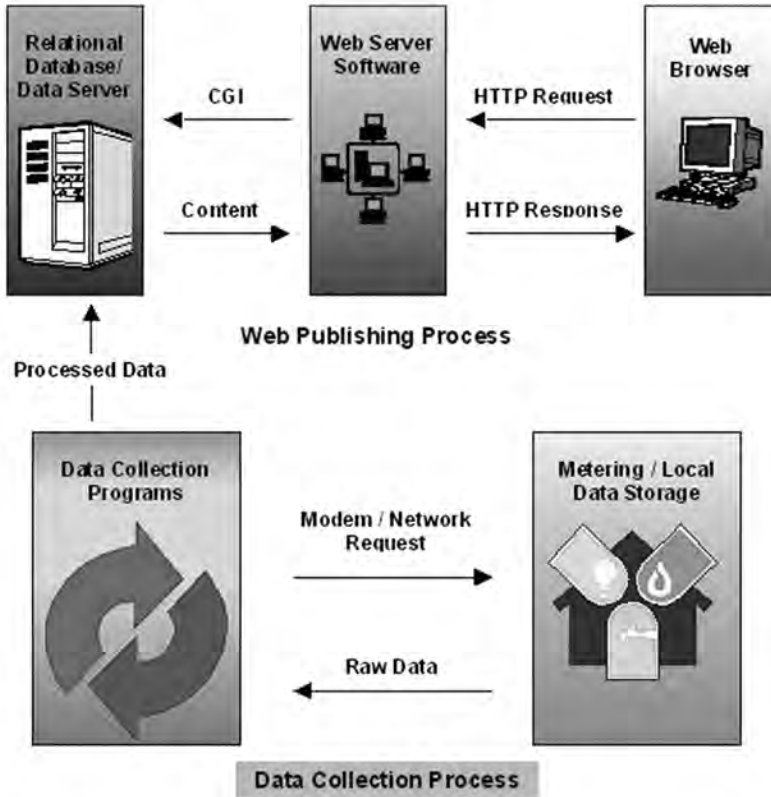 Relational
Database/
Data Server
CGI
Content
Web Server
Software
HTTP Request
HTTP Response
Web
Browser
Web Publishing Process
Processed Data
Data Collection
Programs
Modem / Network
Request
Raw Data
Metering / Local
Data Storage
Data Collection Process